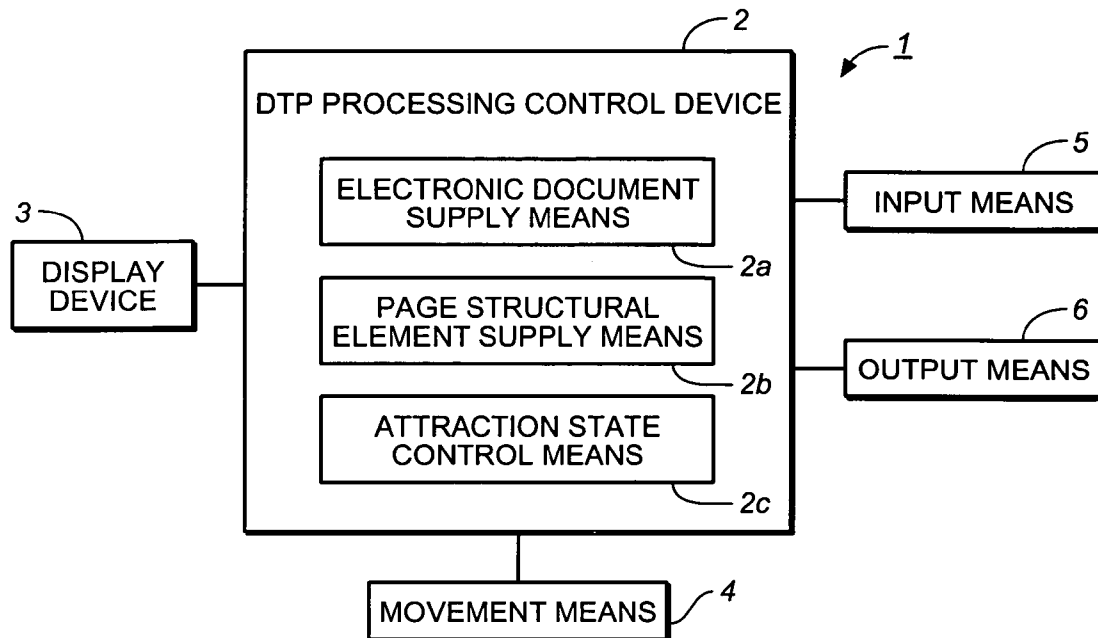 2
1
DTP PROCESSING CONTROL DEVICE
ELECTRONIC DOCUMENT
SUPPLY MEANS
2a
PAGE STRUCTURAL
ELEMENT SUPPLY MEANS
2b
ATTRACTION STATE
CONTROL MEANS
2c
3
DISPLAY
DEVICE
5
INPUT MEANS
6
OUTPUT MEANS
4
MOVEMENT MEANS